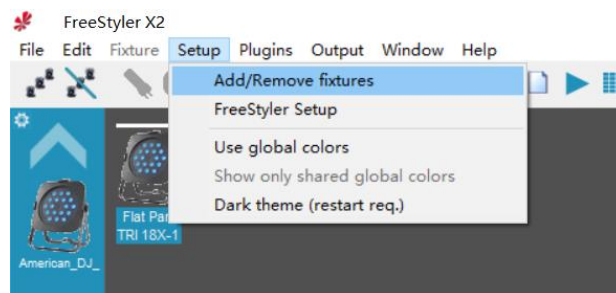 FreeStyler X2
File Edit Fixture Setup Plugins Output Window Help
Add/Remove fixtures
FreeStyler Setup
Use global colors
Show only shared global colors
Dark theme (restart req.)
Flat Par
TRI 18X-1
American_DJ_